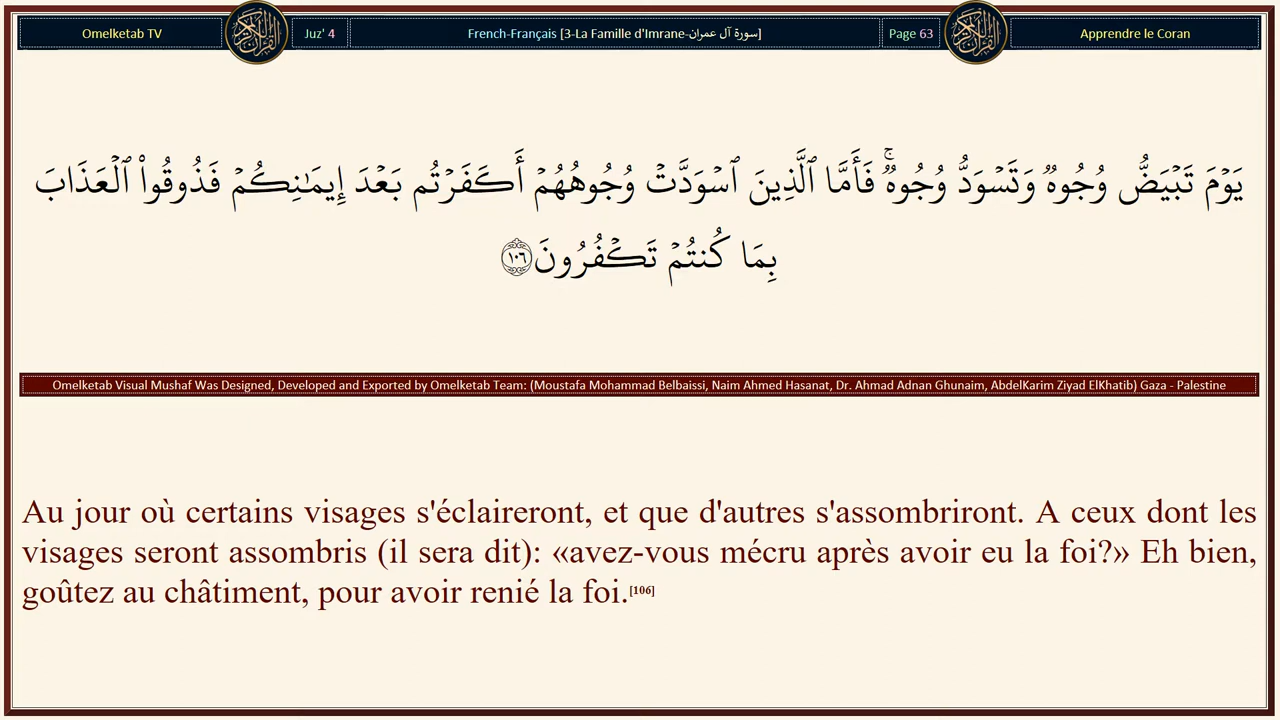 Omelketab TV
Juz' 4
French-Français [3-La Famille d'Imrane-سورة آل عمران]
Page 63
Apprendre le Coran
يَوْمَ تَبْيَضُّ وُجُوهٌ وَتَسْوَدُّ وُجُوهٌ ۚ فَأَمَّا ٱلَّذِينَ ٱسْوَدَّتْ وُجُوهُهُمْ أَكَفَرْتُم بَعْدَ إِيمَـٰنِكُمْ فَذُوقُوا۟ ٱلْعَذَابَ
بِمَا كُنتُمْ تَكْفُرُونَ ١٠٦
Omelketab Visual Mushaf Was Designed, Developed and Exported by Omelketab Team: (Moustafa Mohammad Belbaissi, Naim Ahmed Hasanat, Dr. Ahmad Adnan Ghunaim, AbdelKarim Ziyad ElKhatib) Gaza - Palestine
Au jour où certains visages s'éclaireront, et que d'autres s'assombriront. A ceux dont les
visages seront assombris (il sera dit): «avez-vous mécru après avoir eu la foi?» Eh bien,
goûtez au châtiment, pour avoir renié la foi.[106]